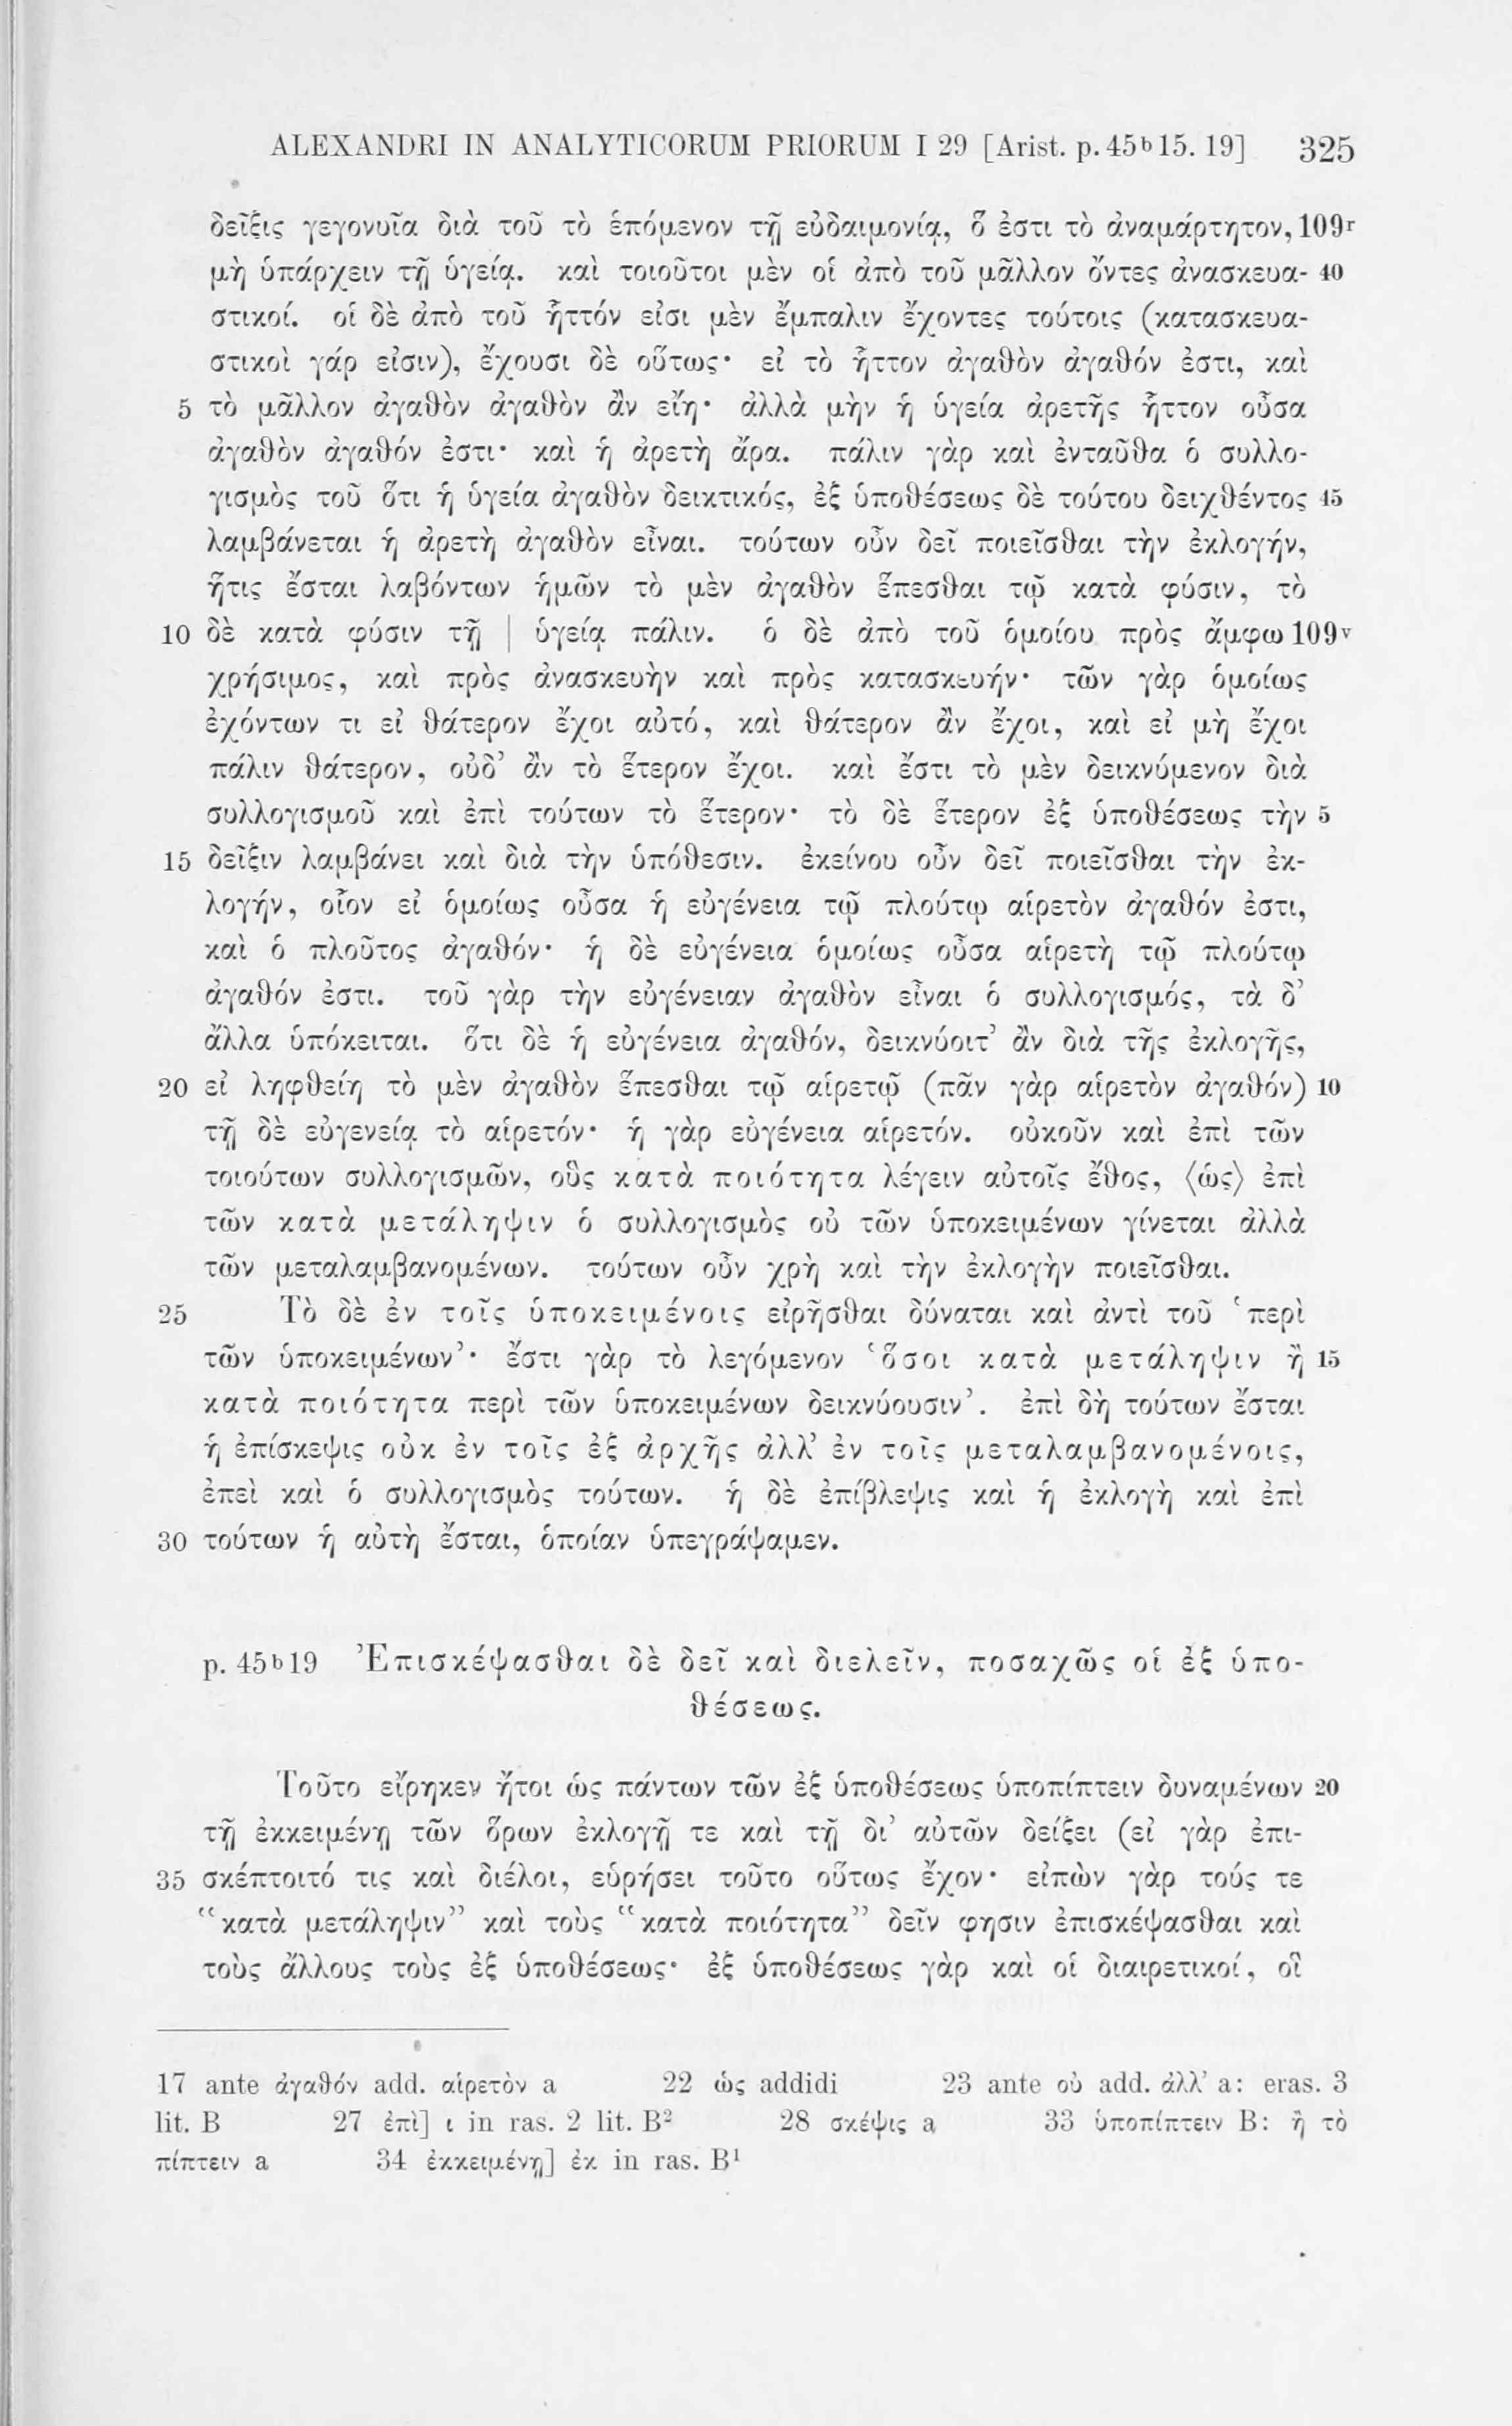 ALEXANDRI IN ANALYTICORUM PRIORUM I 29 [Arist. p. 45b15. 19] 325
δεῖξις γεγονυῖα διὰ τοῦ τὸ ἑπόμενον τῇ εὐδαιμονίᾳ, ὅ ἐστι τὸ ἀναμάρτητον, 109r
μὴ ὑπάρχειν τῇ ὑγείᾳ. καὶ τοιοῦτοι μὲν οἱ ἀπὸ τοῦ μᾶλλον ὄντες ἀνασκευα- 40
στικοί. οἱ δὲ ἀπὸ τοῦ ἧττόν εἰσι μὲν ἔμπαλιν ἔχοντες τούτοις (κατασκευα-
στικοὶ γάρ εἰσιν), ἔχουσι δὲ οὕτως· εἰ τὸ ἧττον ἀγαθὸν ἀγαθόν ἐστι, καὶ
5 τὸ μᾶλλον ἀγαθὸν ἀγαθὸν ἂν εἴη· ἀλλὰ μὴν ἡ ὑγεία ἀρετῆς ἧττον οὖσα
ἀγαθὸν ἀγαθόν ἐστι· καὶ ἡ ἀρετὴ ἄρα. πάλιν γὰρ καὶ ἐνταῦθα ὁ συλλο-
γισμὸς τοῦ ὅτι ἡ ὑγεία ἀγαθὸν δεικτικός, ἐξ ὑποθέσεως δὲ τούτου δειχθέντος 45
λαμβάνεται ἡ ἀρετὴ ἀγαθὸν εἶναι. τούτων οὖν δεῖ ποιεῖσθαι τὴν ἐκλογήν,
ἥτις ἔσται λαβόντων ἡμῶν τὸ μὲν ἀγαθὸν ἕπεσθαι τῷ κατὰ φύσιν, τὸ
10 δὲ κατὰ φύσιν τῇ | ὑγείᾳ πάλιν. ὁ δὲ ἀπὸ τοῦ ὁμοίου πρὸς ἄμφω 109v
χρήσιμος, καὶ πρὸς ἀνασκευὴν καὶ πρὸς κατασκευήν· τῶν γὰρ ὁμοίως
ἐχόντων τι εἰ θάτερον ἔχοι αὐτό, καὶ θάτερον ἂν ἔχοι, καὶ εἰ μὴ ἔχοι
πάλιν θάτερον, οὐδ’ ἂν τὸ ἕτερον ἔχοι. καὶ ἔστι τὸ μὲν δεικνύμενον διὰ
συλλογισμοῦ καὶ ἐπὶ τούτων τὸ ἕτερον· τὸ δὲ ἕτερον ἐξ ὑποθέσεως τὴν 5
15 δεῖξιν λαμβάνει καὶ διὰ τὴν ὑπόθεσιν. ἐκείνου οὖν δεῖ ποιεῖσθαι τὴν ἐκ-
λογήν, οἷον εἰ ὁμοίως οὖσα ἡ εὐγένεια τῷ πλούτῳ αἱρετὸν ἀγαθόν ἐστι,
καὶ ὁ πλοῦτος ἀγαθόν· ἡ δὲ εὐγένεια ὁμοίως οὖσα αἱρετὴ τῷ πλούτῳ
ἀγαθόν ἐστι. τοῦ γὰρ τὴν εὐγένειαν ἀγαθὸν εἶναι ὁ συλλογισμός, τὰ δ’
ἄλλα ὑπόκειται. ὅτι δὲ ἡ εὐγένεια ἀγαθόν, δεικνύοιτ’ ἂν διὰ τῆς ἐκλογῆς,
20 εἰ ληφθείη τὸ μὲν ἀγαθὸν ἕπεσθαι τῷ αἱρετῷ (πᾶν γὰρ αἱρετὸν ἀγαθόν) 10
τῇ δὲ εὐγενείᾳ τὸ αἱρετόν· ἡ γὰρ εὐγένεια αἱρετόν. οὐκοῦν καὶ ἐπὶ τῶν
τοιούτων συλλογισμῶν, οὓς κατὰ ποιότητα λέγειν αὐτοῖς ἔθος, ⟨ὡς⟩ ἐπὶ
τῶν κατὰ μετάληψιν ὁ συλλογισμὸς οὐ τῶν ὑποκειμένων γίνεται ἀλλὰ
τῶν μεταλαμβανομένων. τούτων οὖν χρὴ καὶ τὴν ἐκλογὴν ποιεῖσθαι.
25 Τὸ δὲ ἐν τοῖς ὑποκειμένοις εἰρῆσθαι δύναται καὶ ἀντὶ τοῦ ‘περὶ
τῶν ὑποκειμένων’· ἔστι γὰρ τὸ λεγόμενον ‘ὅσοι κατὰ μετάληψιν ἢ 15
κατὰ ποιότητα περὶ τῶν ὑποκειμένων δεικνύουσιν’. ἐπὶ δὴ τούτων ἔσται
ἡ ἐπίσκεψις οὐκ ἐν τοῖς ἐξ ἀρχῆς ἀλλ’ ἐν τοῖς μεταλαμβανομένοις,
ἐπεὶ καὶ ὁ συλλογισμὸς τούτων. ἡ δὲ ἐπίβλεψις καὶ ἡ ἐκλογὴ καὶ ἐπὶ
30 τούτων ἡ αὐτὴ ἔσται, ὁποίαν ὑπεγράψαμεν.
p. 45b19 Ἐπισκέψασθαι δὲ δεῖ καὶ διελεῖν, ποσαχῶς οἱ ἐξ ὑπο-
θέσεως.
Τοῦτο εἴρηκεν ἤτοι ὡς πάντων τῶν ἐξ ὑποθέσεως ὑποπίπτειν δυναμένων 20
τῇ ἐκκειμένῃ τῶν ὅρων ἐκλογῇ τε καὶ τῇ δι’ αὐτῶν δείξει (εἰ γὰρ ἐπι-
35 σκέπτοιτό τις καὶ διέλοι, εὑρήσει τοῦτο οὕτως ἔχον· εἰπὼν γὰρ τούς τε
“κατὰ μετάληψιν” καὶ τοὺς “κατὰ ποιότητα” δεῖν φησιν ἐπισκέψασθαι καὶ
τοὺς ἄλλους τοὺς ἐξ ὑποθέσεως· ἐξ ὑποθέσεως γὰρ καὶ οἱ διαιρετικοί, οἳ
17 ante ἀγαθόν add. αἱρετὸν a 22 ὡς addidi 23 ante οὐ add. ἀλλ’ a: eras. 3
lit. B 27 ἐπὶ] ι in ras. 2 lit. B2 28 σκέψις a 33 ὑποπίπτειν B: ἢ τὸ
πίπτειν a 34 ἐκκειμένῃ] ἐκ in ras. B1